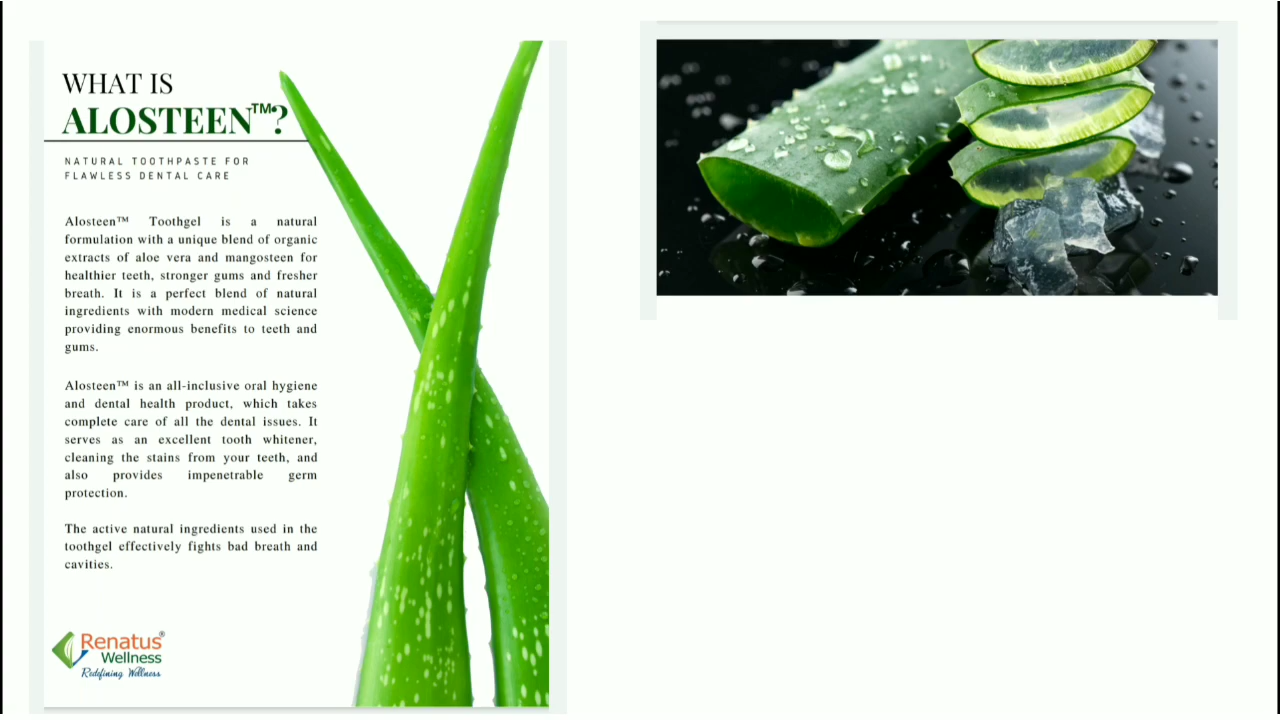 WHAT IS
ALOSTEEN™?
NATURAL TOOTHPASTE FOR
FLAWLESS DENTAL CARE
Alosteen™ Toothgel is a natural
formulation with a unique blend of organic
extracts of aloe vera and mangosteen for
healthier teeth, stronger gums and fresher
breath. It is a perfect blend of natural
ingredients with modern medical science
providing enormous benefits to teeth and
gums.
Alosteen™ is an all-inclusive oral hygiene
and dental health product, which takes
complete care of all the dental issues. It
serves as an excellent tooth whitener,
cleaning the stains from your teeth, and
also provides impenetrable germ
protection.
The active natural ingredients used in the
toothgel effectively fights bad breath and
cavities.
Renatus®
Wellness
Redefining Wellness